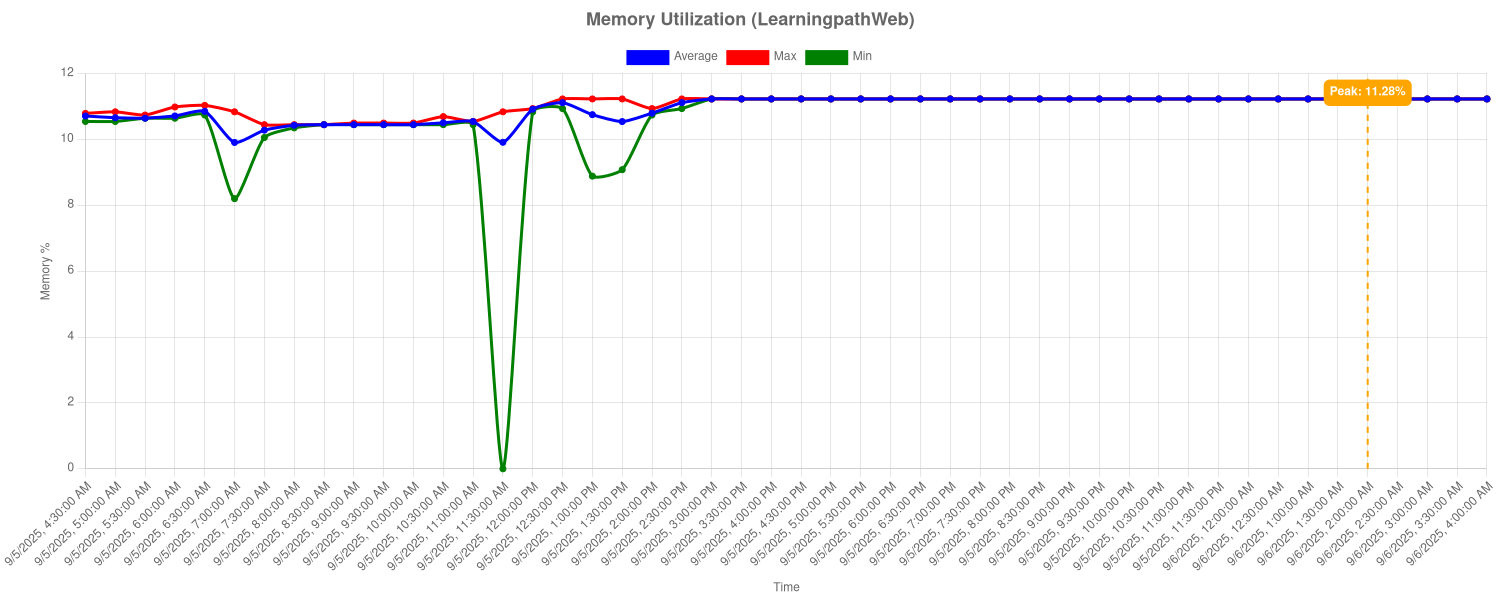 Memory Utilization (LearningpathWeb)
Average Max Min
12
Peak: 11.28%
10
8
6
4
2
0
Memory %
9/5/2025, 4:30:00 AM
9/5/2025, 5:00:00 AM
9/5/2025, 5:30:00 AM
9/5/2025, 6:00:00 AM
9/5/2025, 6:30:00 AM
9/5/2025, 7:00:00 AM
9/5/2025, 7:30:00 AM
9/5/2025, 8:00:00 AM
9/5/2025, 8:30:00 AM
9/5/2025, 9:00:00 AM
9/5/2025, 9:30:00 AM
9/5/2025, 10:00:00 AM
9/5/2025, 10:30:00 AM
9/5/2025, 11:00:00 AM
9/5/2025, 11:30:00 AM
9/5/2025, 12:00:00 PM
9/5/2025, 12:30:00 PM
9/5/2025, 1:00:00 PM
9/5/2025, 1:30:00 PM
9/5/2025, 2:00:00 PM
9/5/2025, 2:30:00 PM
9/5/2025, 3:00:00 PM
9/5/2025, 3:30:00 PM
9/5/2025, 4:00:00 PM
9/5/2025, 4:30:00 PM
9/5/2025, 5:00:00 PM
9/5/2025, 5:30:00 PM
9/5/2025, 6:00:00 PM
9/5/2025, 6:30:00 PM
9/5/2025, 7:00:00 PM
9/5/2025, 7:30:00 PM
9/5/2025, 8:00:00 PM
9/5/2025, 8:30:00 PM
9/5/2025, 9:00:00 PM
9/5/2025, 9:30:00 PM
9/5/2025, 10:00:00 PM
9/5/2025, 10:30:00 PM
9/5/2025, 11:00:00 PM
9/5/2025, 11:30:00 PM
9/6/2025, 12:00:00 AM
9/6/2025, 12:30:00 AM
9/6/2025, 1:00:00 AM
9/6/2025, 1:30:00 AM
9/6/2025, 2:00:00 AM
9/6/2025, 2:30:00 AM
9/6/2025, 3:00:00 AM
9/6/2025, 3:30:00 AM
9/6/2025, 4:00:00 AM
Time